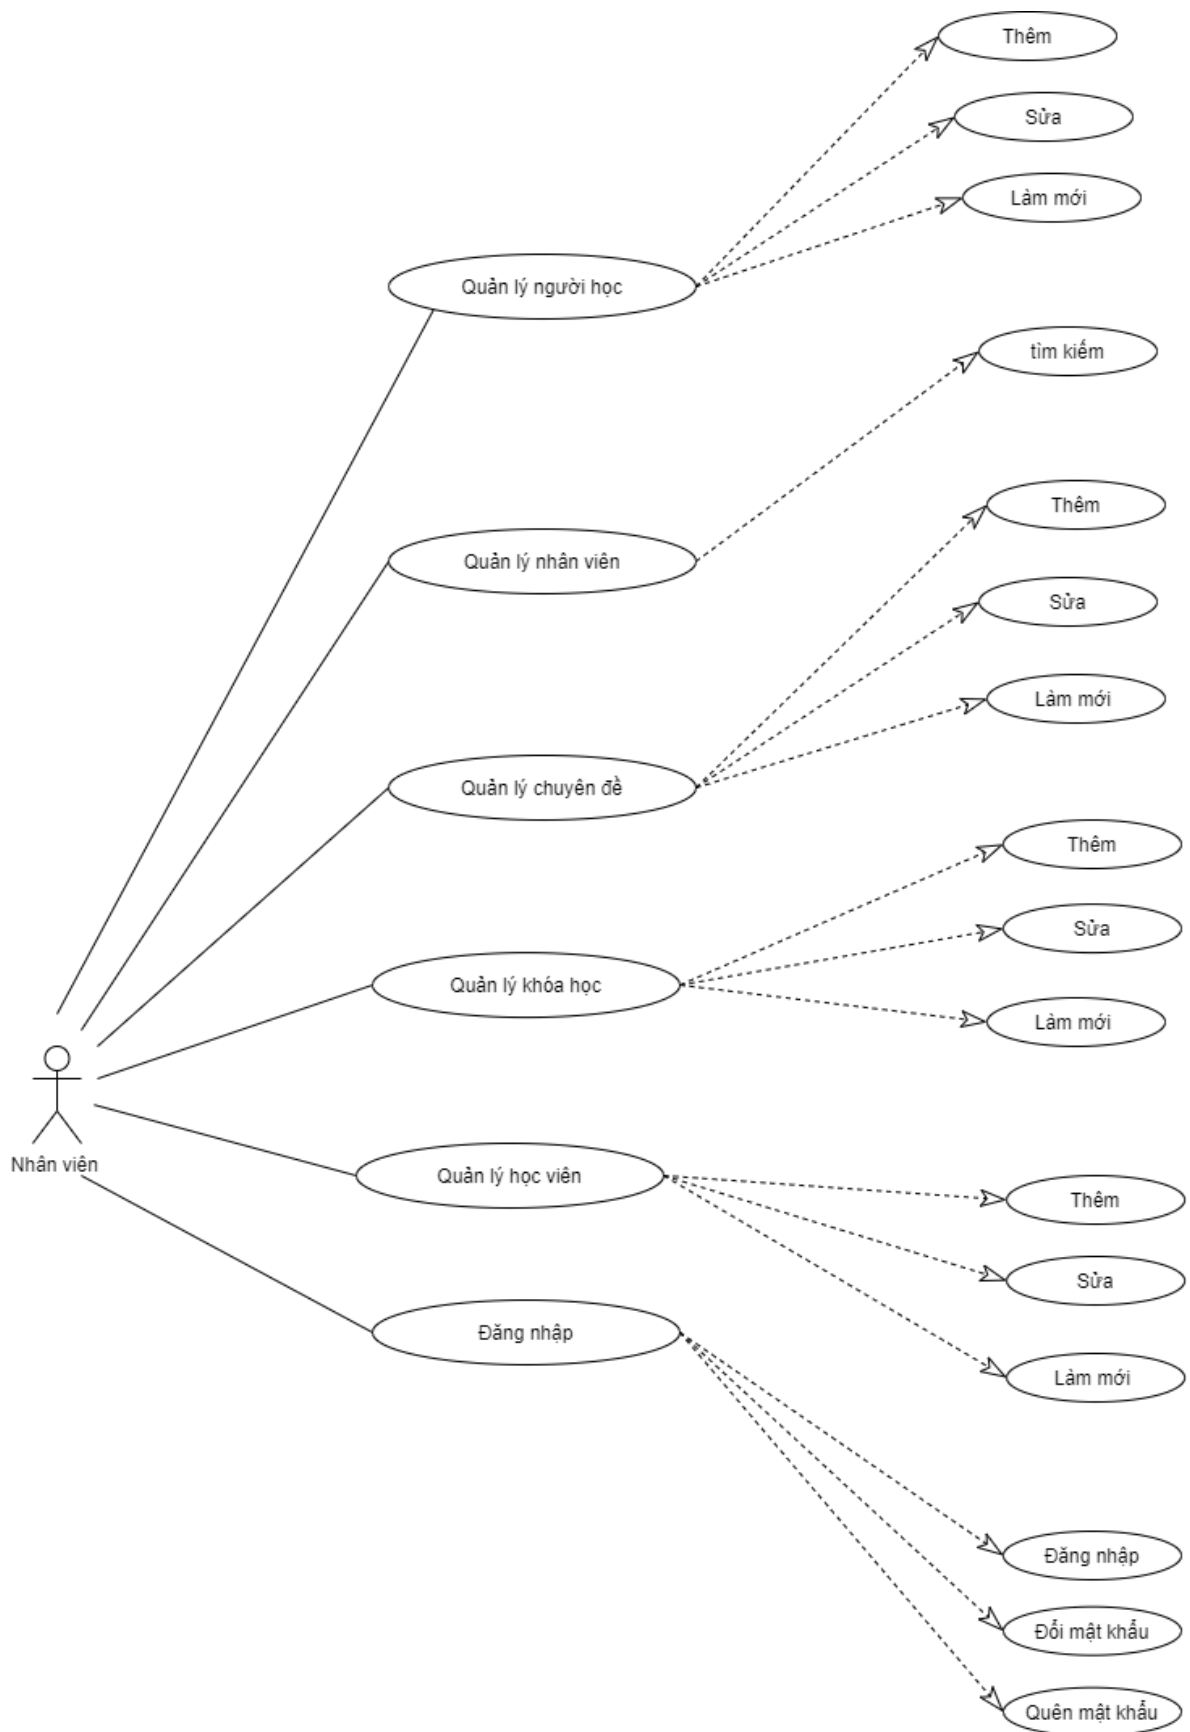 Thêm
Sửa
Làm mới
Quản lý người học
tìm kiếm
Thêm
Quản lý nhân viên
Sửa
Làm mới
Quản lý chuyên đề
Thêm
Sửa
Quản lý khóa học
Làm mới
Nhân viên
Quản lý học viên
Thêm
Sửa
Đăng nhập
Làm mới
Đăng nhập
Đổi mật khẩu
Quên mật khẩu